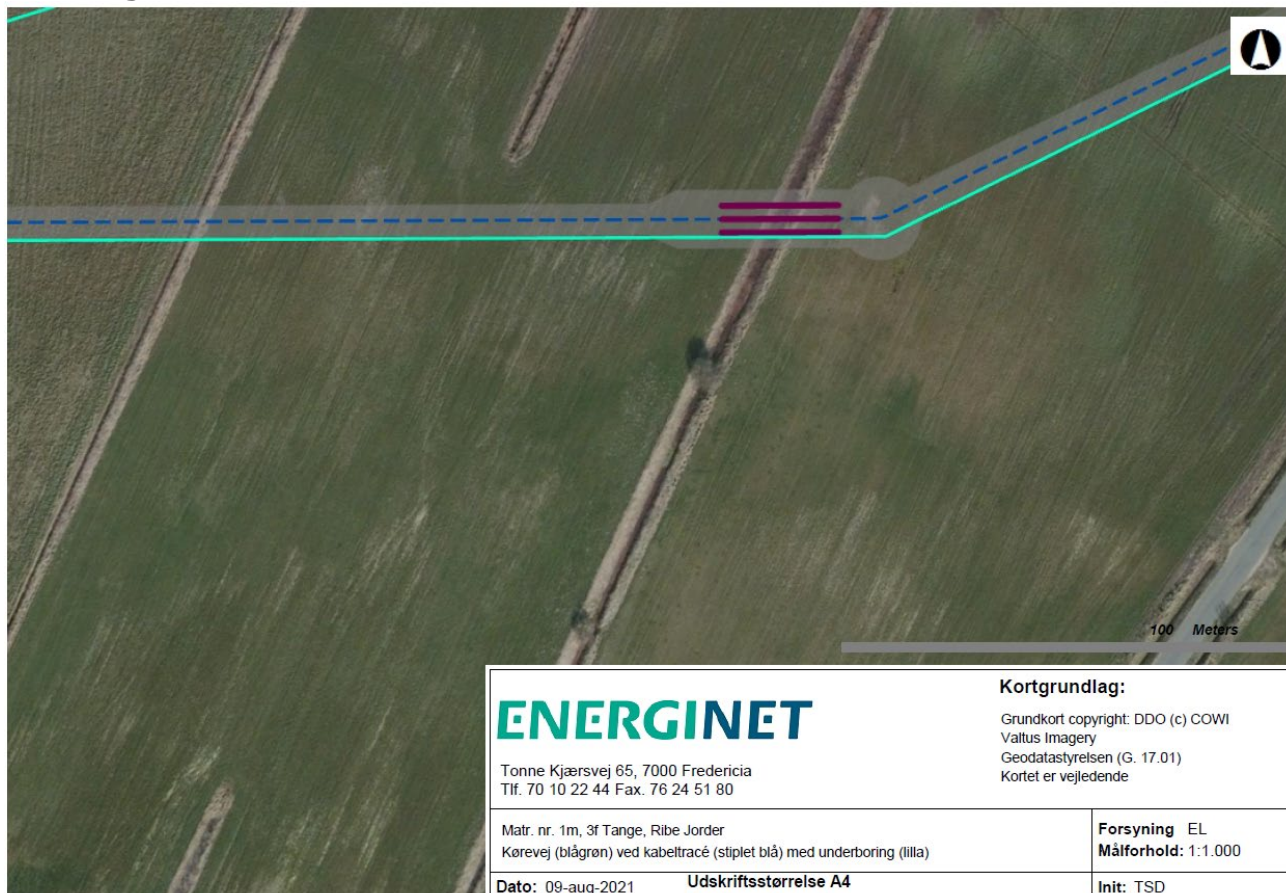 100 Meters
ENERGINET
Tonne Kjærsvej 65, 7000 Fredericia
Tlf. 70 10 22 44 Fax. 76 24 51 80
Kortgrundlag:
Grundkort copyright: DDO (c) COWI
Valtus Imagery
Geodatastyrelsen (G. 17.01)
Kortet er vejledende
Matr. nr. 1m, 3f Tange, Ribe Jorder
Kørevej (blågrøn) ved kabeltracé (stiplet blå) med underboring (lilla)
Forsyning EL
Målforhold: 1:1.000
Dato: 09-aug-2021
Udskriftsstørrelse A4
Init: TSD